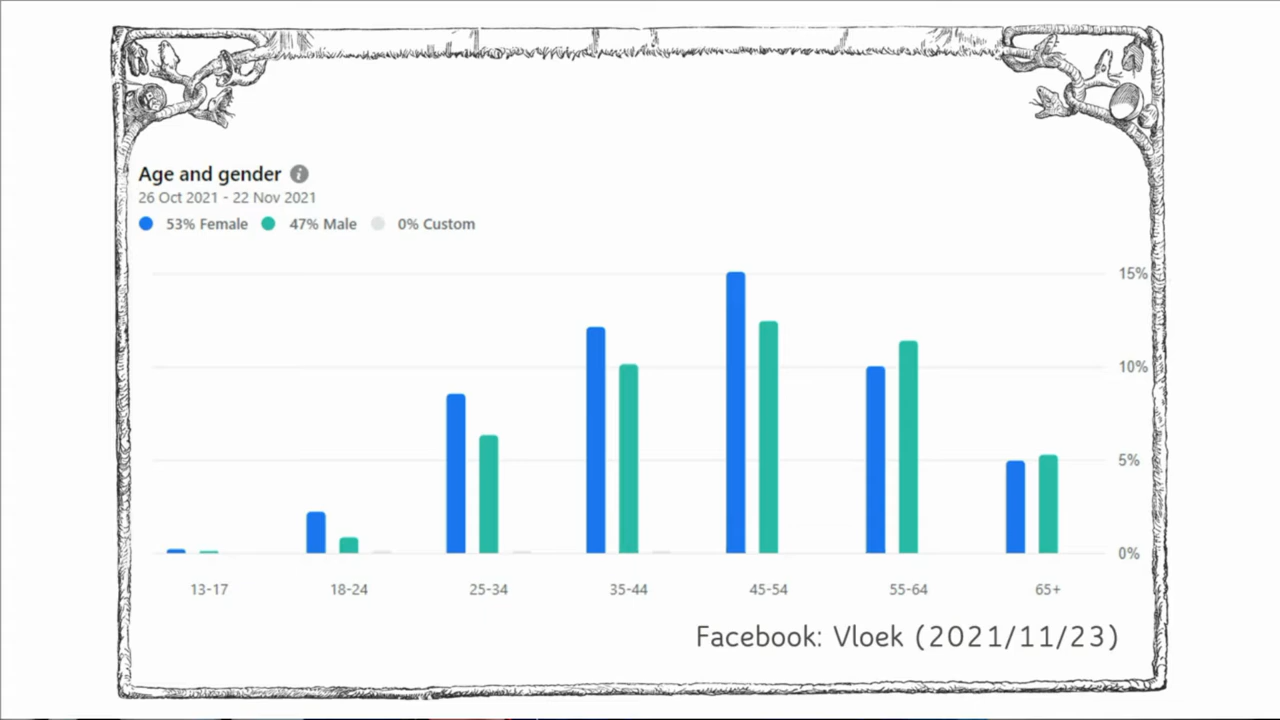 Age and gender
26 Oct 2021 - 22 Nov 2021
53% Female 47% Male 0% Custom
15%
10%
5%
0%
13-17 18-24 25-34 35-44 45-54 55-64 65+
Facebook: Vloek (2021/11/23)